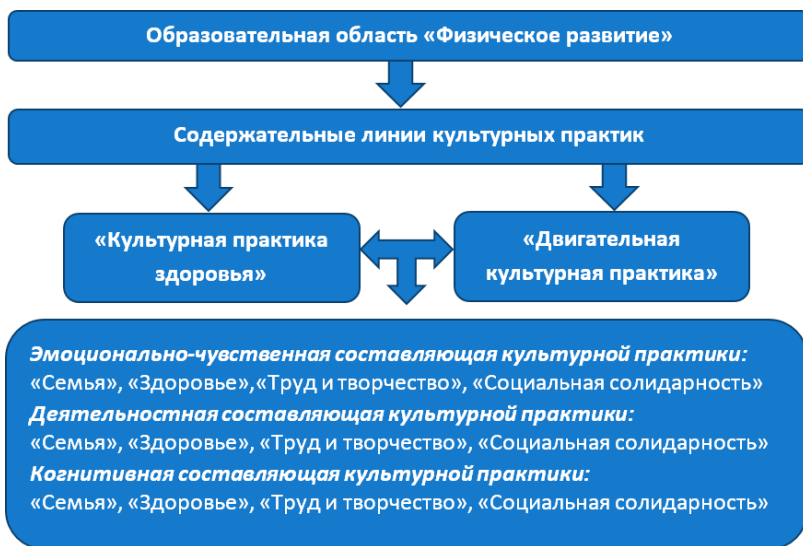 Образовательная область «Физическое развитие»
Содержательные линии культурных практик
«Культурная практика
здоровья»
«Двигательная
культурная практика»
Эмоционально-чувственная составляющая культурной практики:
«Семья», «Здоровье»,«Труд и творчество», «Социальная солидарность»
Деятельностная составляющая культурной практики:
«Семья», «Здоровье», «Труд и творчество», «Социальная солидарность»
Когнитивная составляющая культурной практики:
«Семья», «Здоровье», «Труд и творчество», «Социальная солидарность»